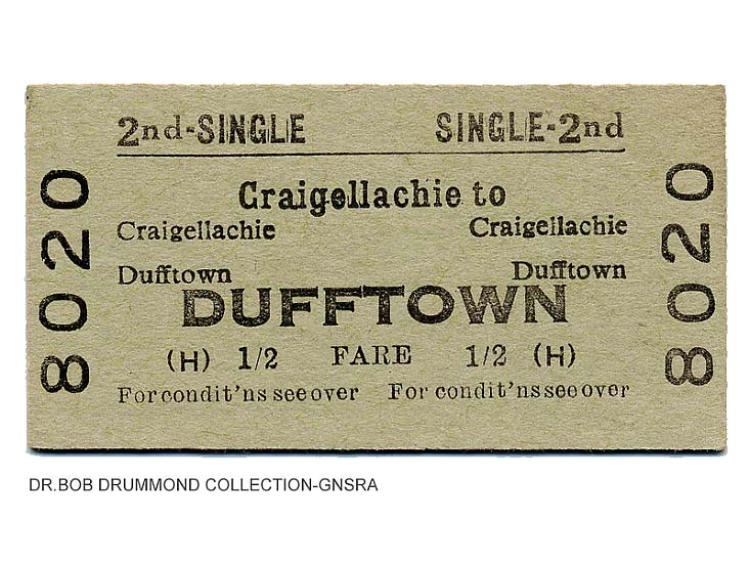 2nd-SINGLE SINGLE-2nd
Craigellachie to
Craigellachie Craigellachie
Dufftown Dufftown
DUFFTOWN
(H) 1/2 FARE 1/2 (H)
For condit'ns see over For condit'ns see over
8020
8020
DR.BOB DRUMMOND COLLECTION-GNSRA